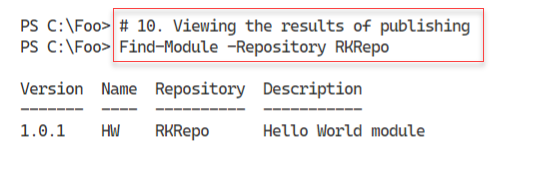 PS C:\Foo> # 10. Viewing the results of publishing
PS C:\Foo> Find-Module -Repository RKRepo
Version Name Repository Description
------- ---- ---------- -----------
1.0.1 HW RKRepo Hello World module